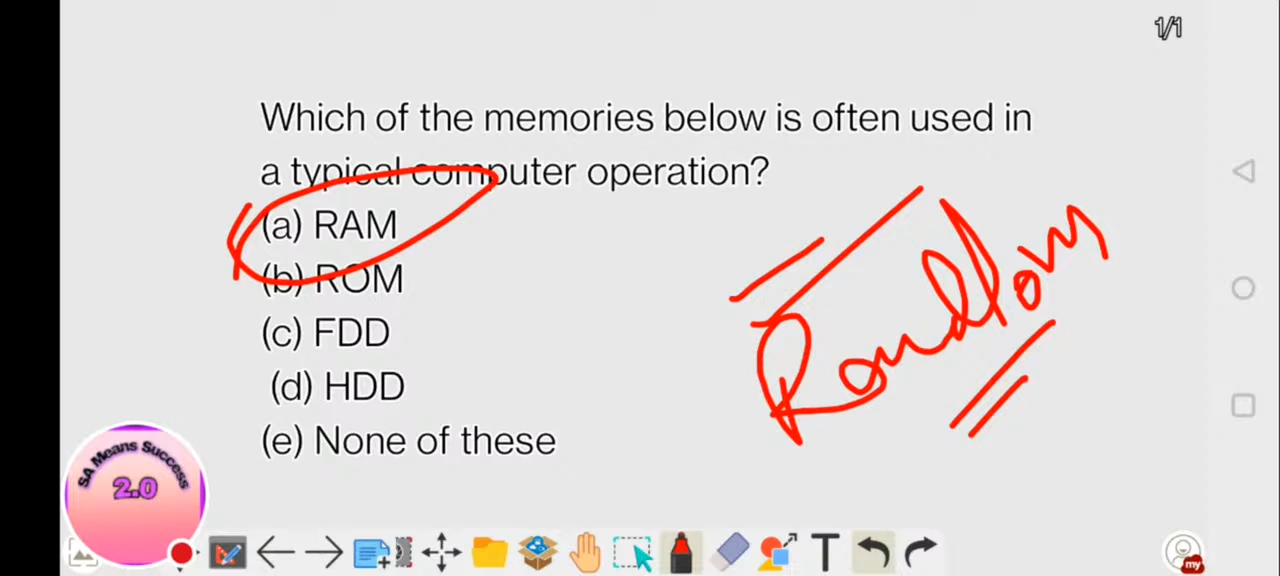 1/1
Which of the memories below is often used in
a typical computer operation?
(a) RAM
(b) ROM
(c) FDD
(d) HDD
(e) None of these
Random
SA Means Success
2.0
T
my